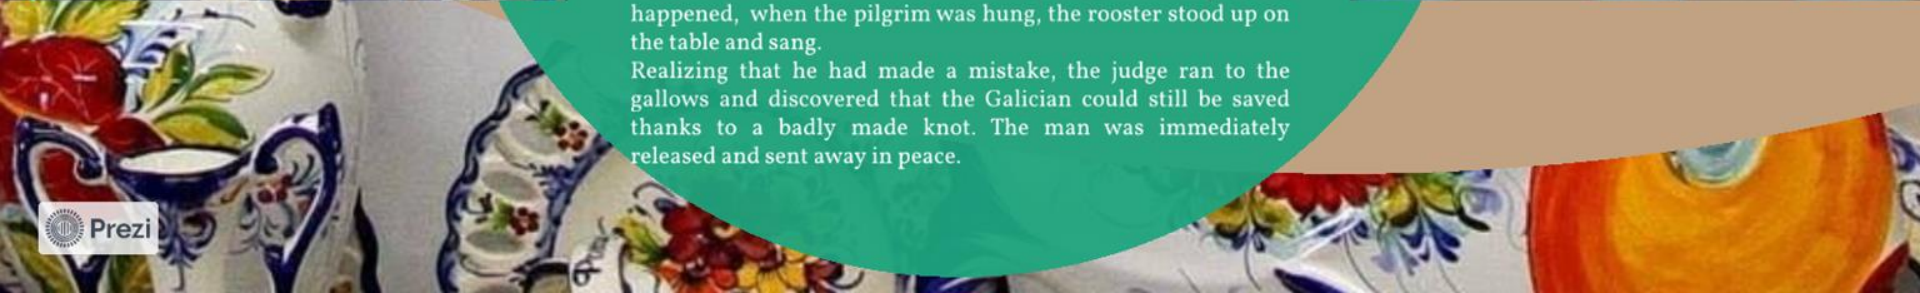 happened, when the pilgrim was hung, the rooster stood up on
the table and sang.
Realizing that he had made a mistake, the judge ran to the
gallows and discovered that the Galician could still be saved
thanks to a badly made knot. The man was immediately
released and sent away in peace.
Prezi